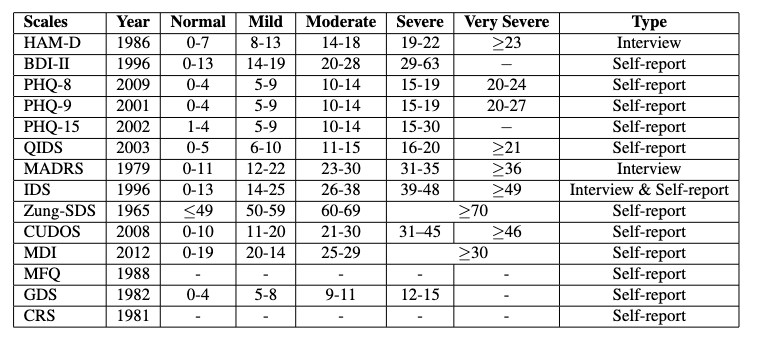 Scales Year Normal Mild Moderate Severe Very Severe Type
HAM-D 1986 0-7 8-13 14-18 19-22 ≥23 Interview
BDI-II 1996 0-13 14-19 20-28 29-63 − Self-report
PHQ-8 2009 0-4 5-9 10-14 15-19 20-24 Self-report
PHQ-9 2001 0-4 5-9 10-14 15-19 20-27 Self-report
PHQ-15 2002 1-4 5-9 10-14 15-30 − Self-report
QIDS 2003 0-5 6-10 11-15 16-20 ≥21 Self-report
MADRS 1979 0-11 12-22 23-30 31-35 ≥36 Interview
IDS 1996 0-13 14-25 26-38 39-48 ≥49 Interview & Self-report
Zung-SDS 1965 ≤49 50-59 60-69 ≥70 Self-report
CUDOS 2008 0-10 11-20 21-30 31–45 ≥46 Self-report
MDI 2012 0-19 20-14 25-29 ≥30 Self-report
MFQ 1988 - - - - - Self-report
GDS 1982 0-4 5-8 9-11 12-15 - Self-report
CRS 1981 - - - - - Self-report